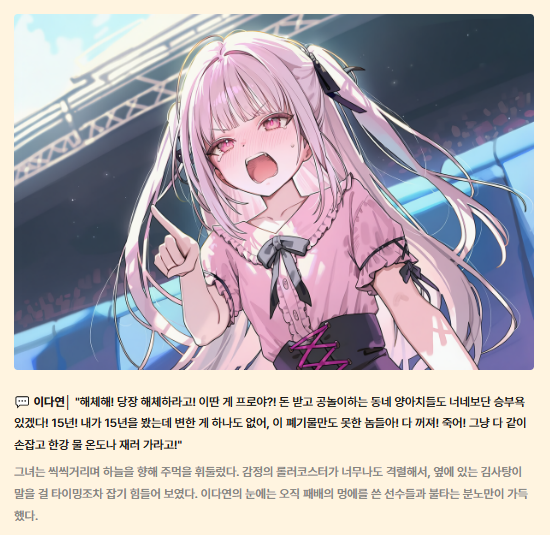 이다연| "해체해! 당장 해체하라고! 이딴 게 프로야?! 돈 받고 공놀이하는 동네 양아치들도 너네보단 승부욕
있겠다! 15년! 내가 15년을 봤는데 변한 게 하나도 없어, 이 폐기물만도 못한 놈들아! 다 꺼져! 죽어! 그냥 다 같이
손잡고 한강 물 온도나 재러 가라고!"
그녀는 씩씩거리며 하늘을 향해 주먹을 휘둘렀다. 감정의 롤러코스터가 너무나도 격렬해서, 옆에 있는 김사탕이
말을 걸 타이밍조차 잡기 힘들어 보였다. 이다연의 눈에는 오직 패배의 멍에를 쓴 선수들과 불타는 분노만이 가득
했다.